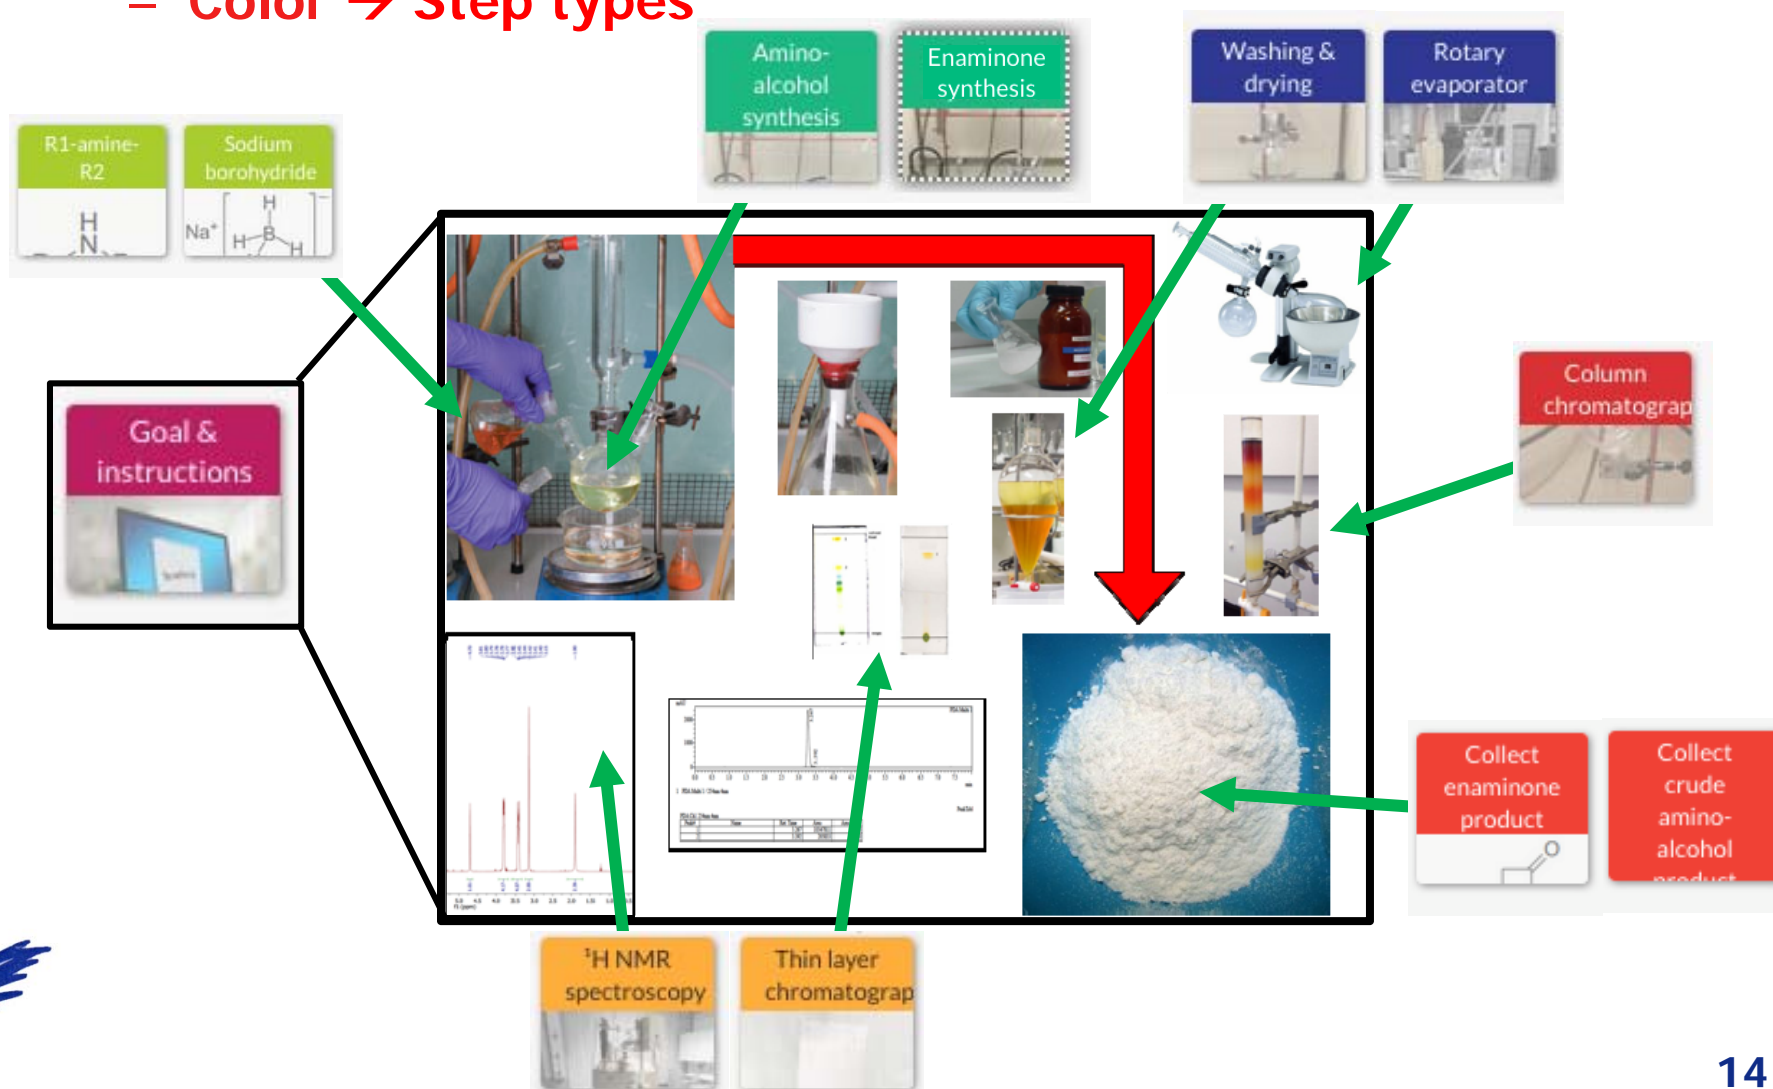 – Color → Step types
Amino-
alcohol
synthesis
Enaminone
synthesis
Washing &
drying
Rotary
evaporator
R1-amine-
R2
H
N
Sodium
borohydride
H
Na⁺
H
B
H
−
Goal &
instructions
Column
chromatograp
Collect
enaminone
product
O
Collect
crude
amino-
alcohol
product
¹H NMR
spectroscopy
Thin layer
chromatograp
14